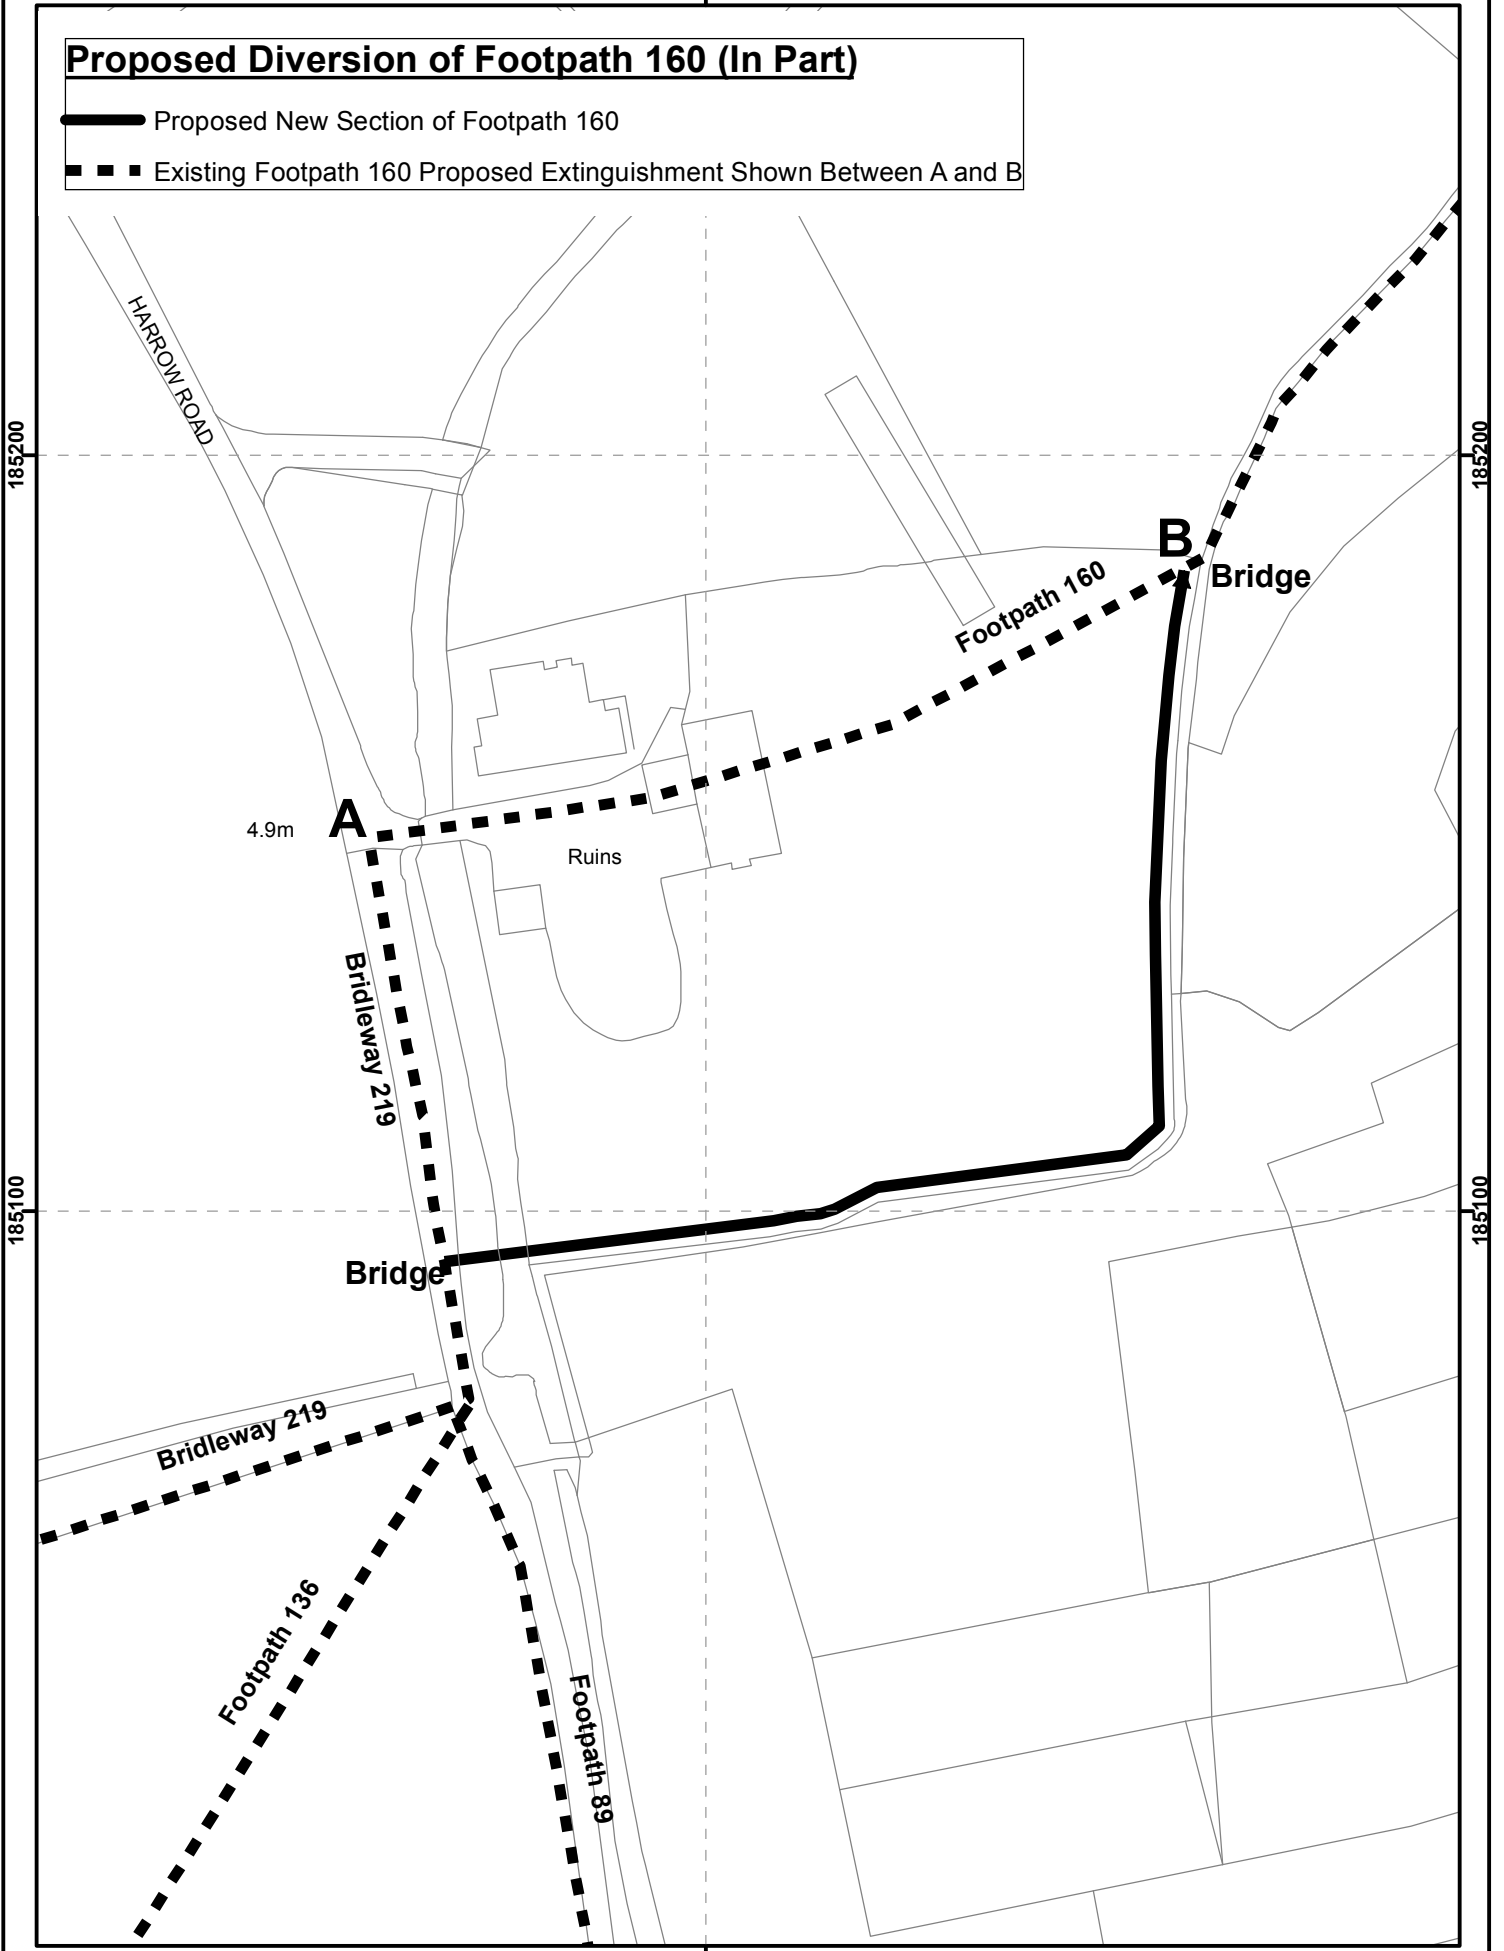 Proposed Diversion of Footpath 160 (In Part)
Proposed New Section of Footpath 160
Existing Footpath 160 Proposed Extinguishment Shown Between A and B
HARROW ROAD
185200
185200
B
Bridge
Footpath 160
A
4.9m
Ruins
Bridleway 219
185100
185100
Bridge
Bridleway 219
Footpath 136
Footpath 89